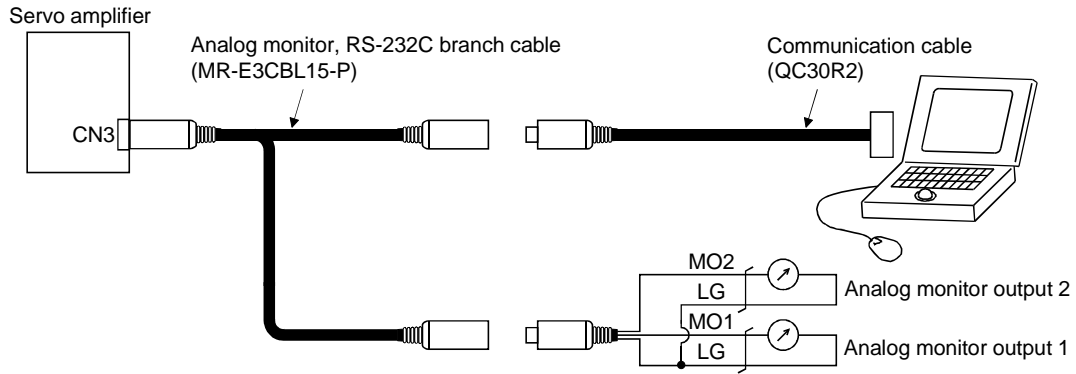 Servo amplifier
Analog monitor, RS-232C branch cable
(MR-E3CBL15-P)
Communication cable
(QC30R2)
CN3
MO2
LG
Analog monitor output 2
MO1
LG
Analog monitor output 1